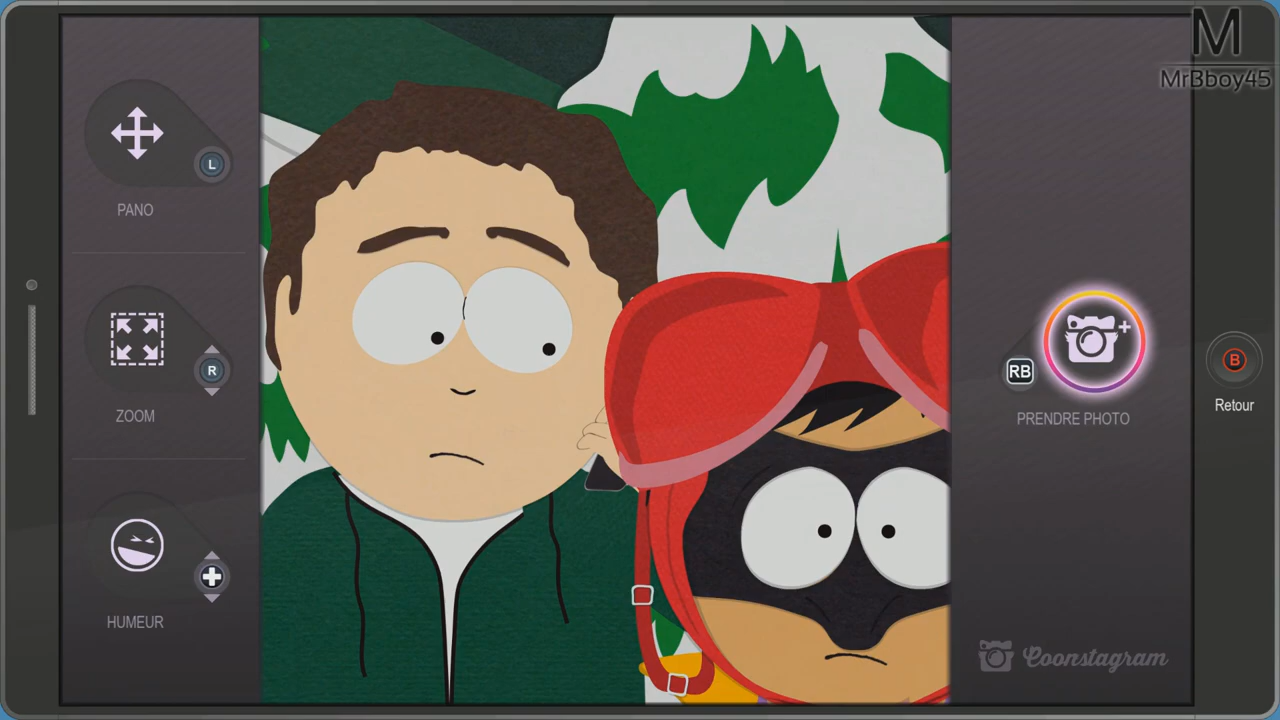 M
MrBboy45
L
PANO
R
ZOOM
HUMEUR
RB
PRENDRE PHOTO
B
Retour
Coonstagram